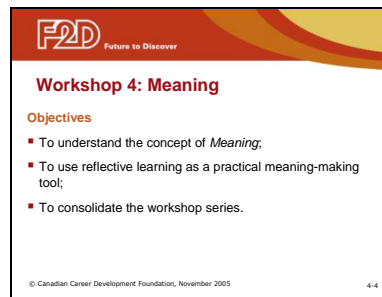 F2D Future to Discover
Workshop 4: Meaning
Objectives
▪ To understand the concept of Meaning;
▪ To use reflective learning as a practical meaning-making
tool;
▪ To consolidate the workshop series.
© Canadian Career Development Foundation, November 2005 4-4